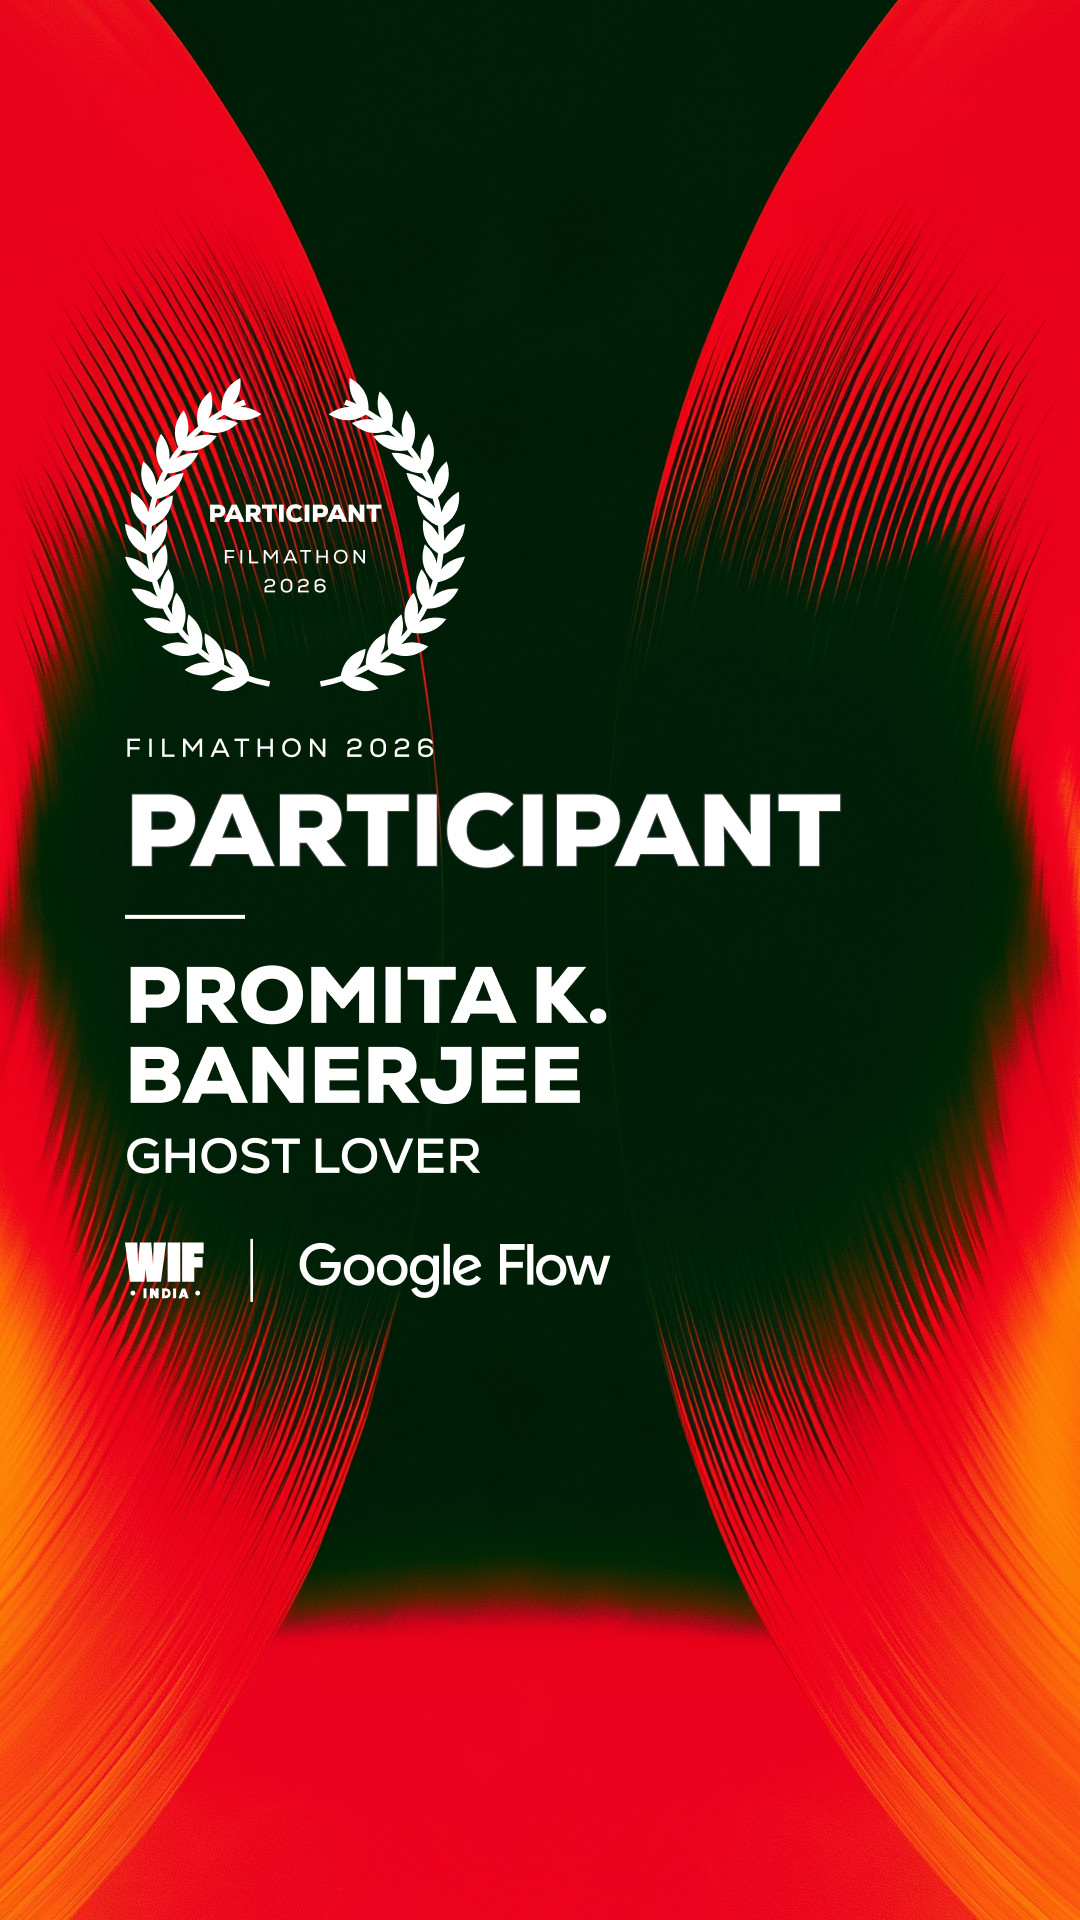 PARTICIPANT
FILMATHON
2026
FILMATHON 2026
PARTICIPANT
PROMITA K.
BANERJEE
GHOST LOVER
WIF
• INDIA •
Google Flow